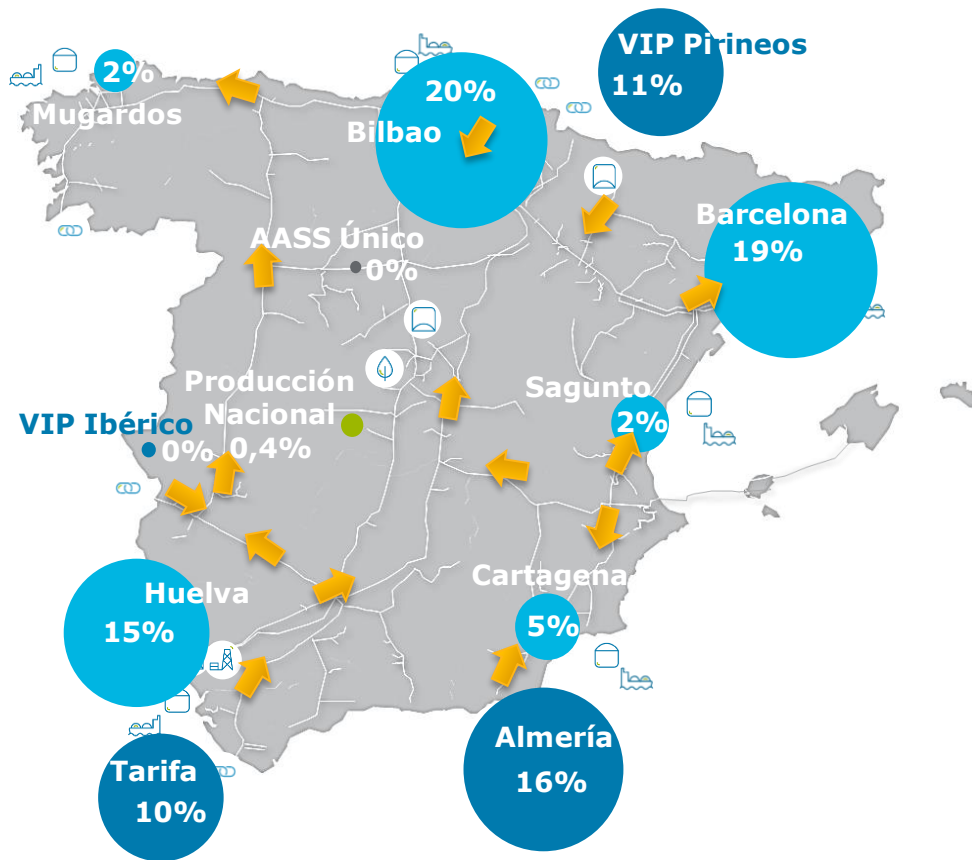 VIP Pirineos
11%
2%
Mugardos
20%
Bilbao
Barcelona
19%
AASS Único
0%
Producción
Nacional
0,4%
VIP Ibérico
0%
Sagunto
2%
Cartagena
5%
Huelva
15%
Almería
16%
Tarifa
10%